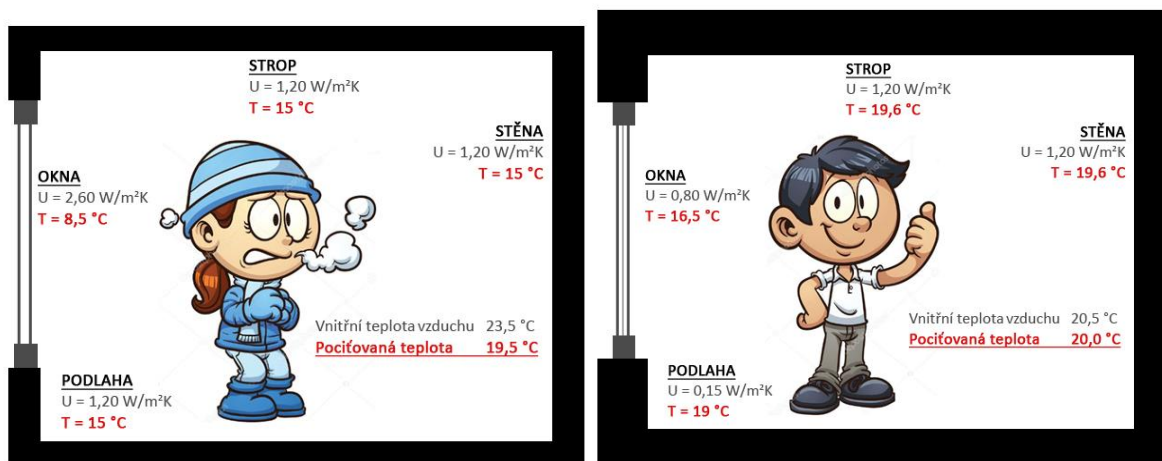 STROP
U = 1,20 W/m²K
T = 15 °C
STĚNA
U = 1,20 W/m²K
T = 15 °C
OKNA
U = 2,60 W/m²K
T = 8,5 °C
Vnitřní teplota vzduchu 23,5 °C
Pociťovaná teplota 19,5 °C
PODLAHA
U = 1,20 W/m²K
T = 15 °C
STROP
U = 1,20 W/m²K
T = 19,6 °C
STĚNA
U = 1,20 W/m²K
T = 19,6 °C
OKNA
U = 0,80 W/m²K
T = 16,5 °C
Vnitřní teplota vzduchu 20,5 °C
Pociťovaná teplota 20,0 °C
PODLAHA
U = 0,15 W/m²K
T = 19 °C